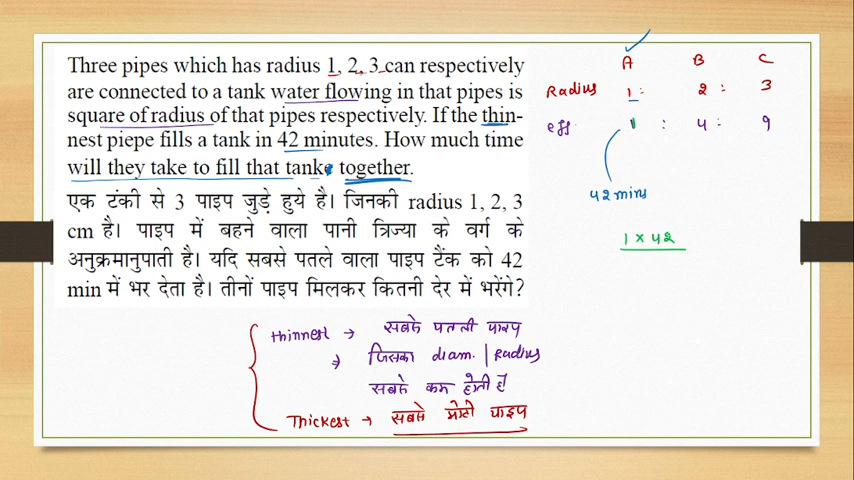 Three pipes which has radius 1, 2, 3 can respectively
are connected to a tank water flowing in that pipes is
square of radius of that pipes respectively. If the thin-
nest piepe fills a tank in 42 minutes. How much time
will they take to fill that tank together.
एक टंकी से 3 पाइप जुड़े हुये है। जिनकी radius 1, 2, 3
cm है। पाइप में बहने वाला पानी त्रिज्या के वर्ग के
अनुक्रमानुपाती है। यदि सबसे पतले वाला पाइप टैंक को 42
min में भर देता है। तीनों पाइप मिलकर कितनी देर में भरेंगे?
A B C
Radius 1 : 2 : 3
eff 1 : 4 : 9
42 mins
1 × 42
thinnest → सबसे पतली पाइप
→ जिसका diam. | Radius
सबसे कम होती है
Thickest → सबसे मोटी पाइप